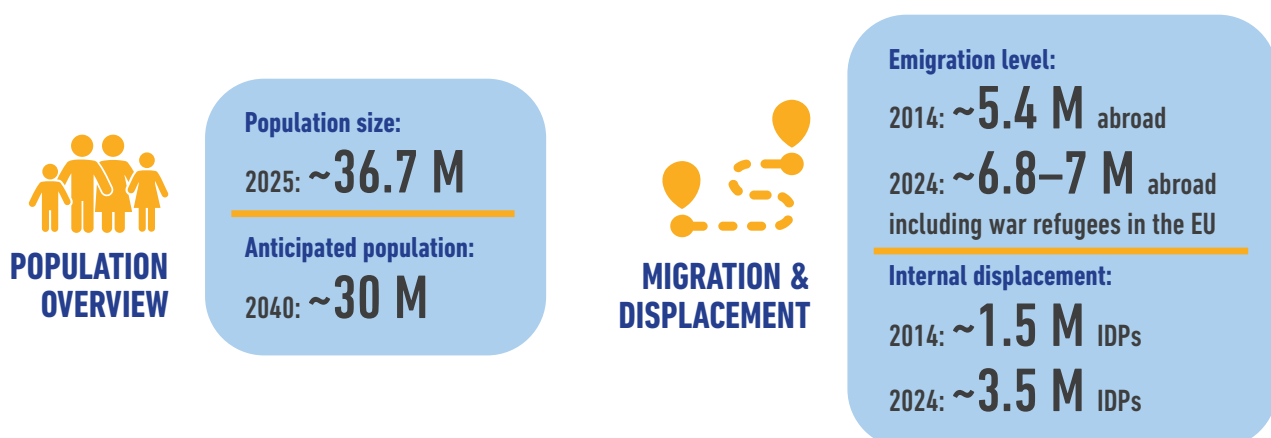 POPULATION
OVERVIEW
Population size:
2025: ~36.7 M
Anticipated population:
2040: ~30 M
MIGRATION &
DISPLACEMENT
Emigration level:
2014: ~5.4 M abroad
2024: ~6.8–7 M abroad
including war refugees in the EU
Internal displacement:
2014: ~1.5 M IDPs
2024: ~3.5 M IDPs